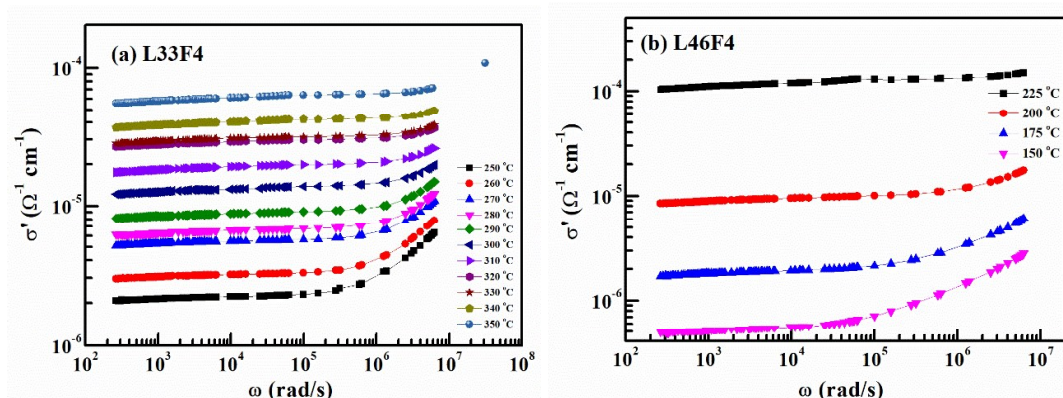 (a) L33F4
σ' (Ω⁻¹ cm⁻¹)
10⁻⁴
10⁻⁵
10⁻⁶
10² 10³ 10⁴ 10⁵ 10⁶ 10⁷ 10⁸
ω (rad/s)
250 °C
260 °C
270 °C
280 °C
290 °C
300 °C
310 °C
320 °C
330 °C
340 °C
350 °C
(b) L46F4
σ' (Ω⁻¹ cm⁻¹)
10⁻⁴
10⁻⁵
10⁻⁶
10² 10³ 10⁴ 10⁵ 10⁶ 10⁷
ω (rad/s)
225 °C
200 °C
175 °C
150 °C